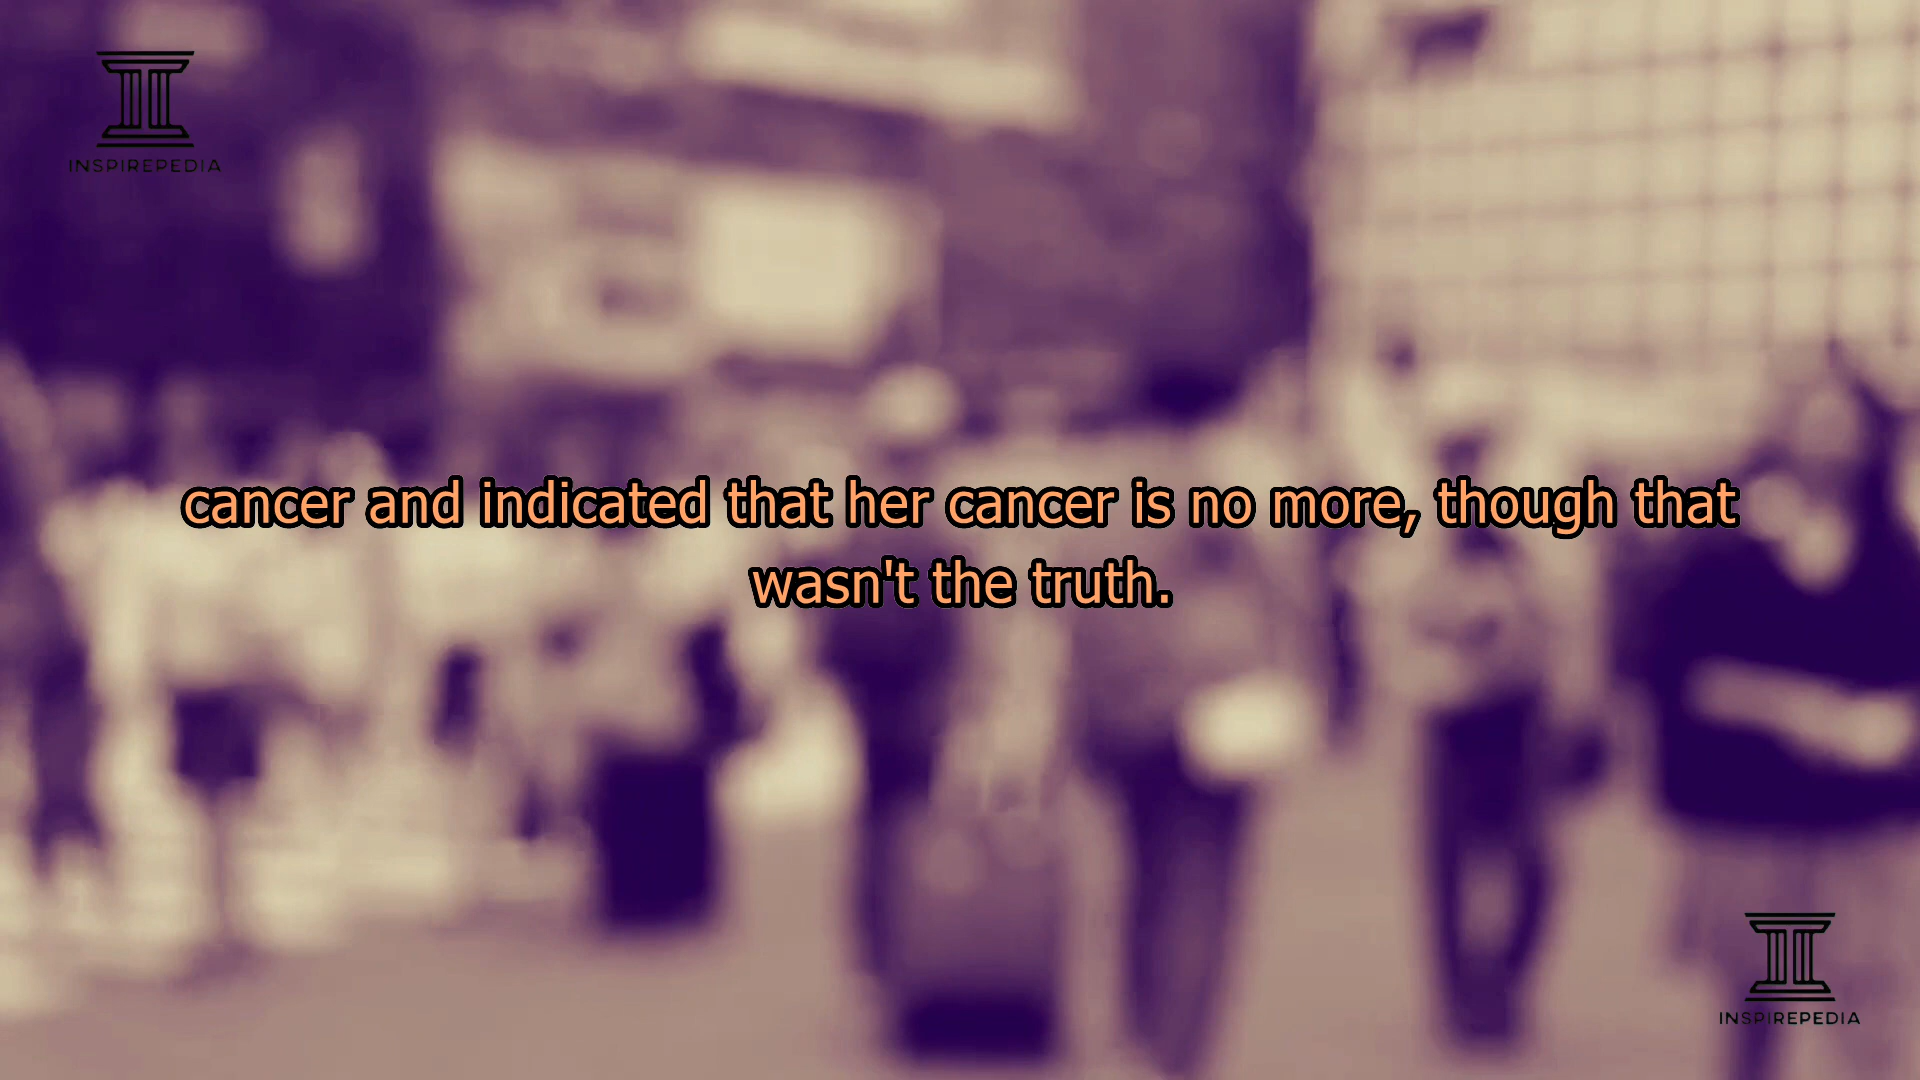 INSPIREPEDIA
cancer and indicated that her cancer is no more, though that
wasn't the truth.
INSPIREPEDIA